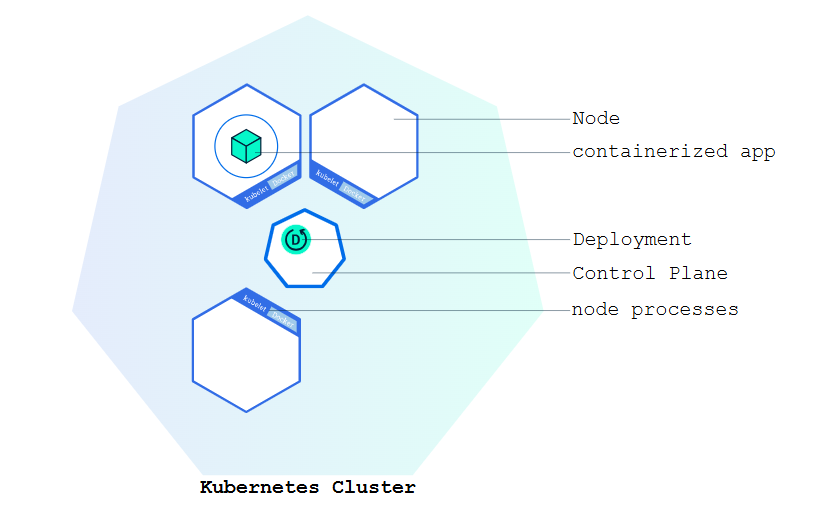 Node
containerized app
kubelet Docker
kubelet Docker
D
Deployment
Control Plane
kubelet Docker
node processes
Kubernetes Cluster